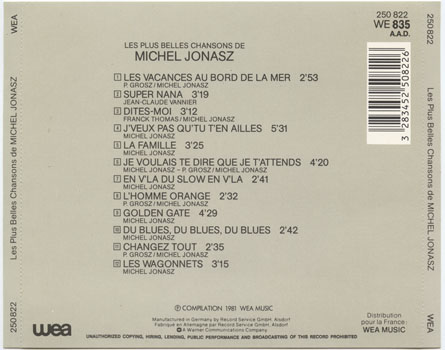 WEA
Les Plus Belles Chansons de MICHEL JONASZ
250 822
LES PLUS BELLES CHANSONS DE
MICHEL JONASZ
1 LES VACANCES AU BORD DE LA MER 2'53
P. GROSZ/MICHEL JONASZ
2 SUPER NANA 3'19
JEAN-CLAUDE VANNIER
3 DITES-MOI 3'12
FRANCK THOMAS/MICHEL JONASZ
4 J'VEUX PAS QU'TU T'EN AILLES 5'31
MICHEL JONASZ
5 LA FAMILLE 3'25
MICHEL JONASZ
6 JE VOULAIS TE DIRE QUE JE T'ATTENDS 4'20
MICHEL JONASZ – P. GROSZ/MICHEL JONASZ
7 EN V'LA DU SLOW EN V'LA 2'41
MICHEL JONASZ
8 L'HOMME ORANGE 2'32
P. GROSZ/MICHEL JONASZ
9 GOLDEN GATE 4'29
MICHEL JONASZ
10 DU BLUES, DU BLUES, DU BLUES 2'42
MICHEL JONASZ
11 CHANGEZ TOUT 2'35
P. GROSZ/MICHEL JONASZ
12 LES WAGONNETS 3'15
MICHEL JONASZ
250 822
WE 835
A.A.D.
3 283452 508226
℗ COMPILATION 1981 WEA MUSIC
Manufactured in Germany by Record Service GmbH, Alsdorf
Fabriqué en Allemagne par Record Service GmbH, Alsdorf
A Warner Communications Company
UNAUTHORIZED COPYING, HIRING, LENDING, PUBLIC PERFORMANCE AND BROADCASTING OF THIS RECORD PROHIBITED
wea
Distribution
pour la France:
WEA MUSIC
250 822
Les Plus Belles Chansons de MICHEL JONASZ
WEA